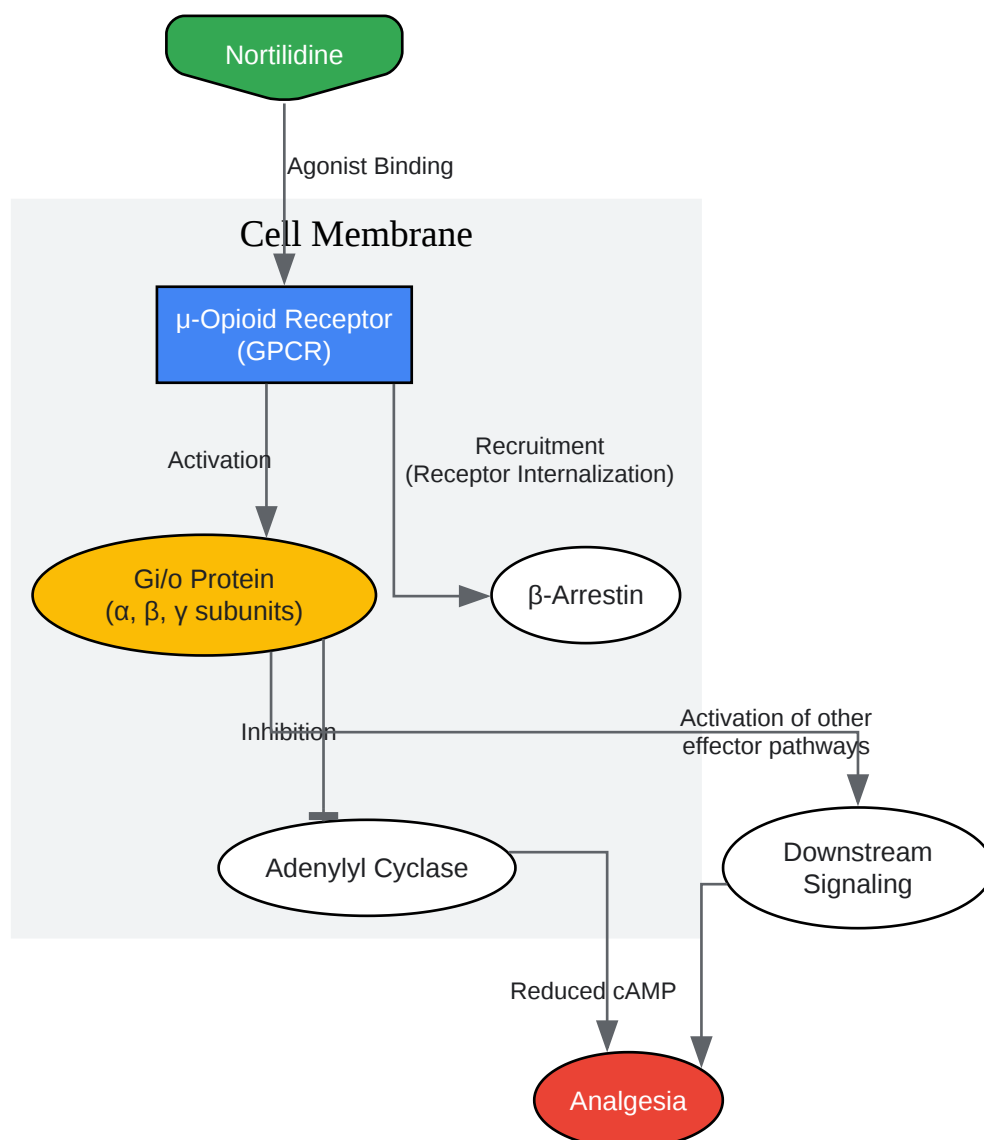 Nortilidine
Agonist Binding
Cell Membrane
μ-Opioid Receptor
(GPCR)
Activation
Recruitment
(Receptor Internalization)
Gi/o Protein
(α, β, γ subunits)
β-Arrestin
Inhibition
Activation of other
effector pathways
Adenylyl Cyclase
Downstream
Signaling
Reduced cAMP
Analgesia